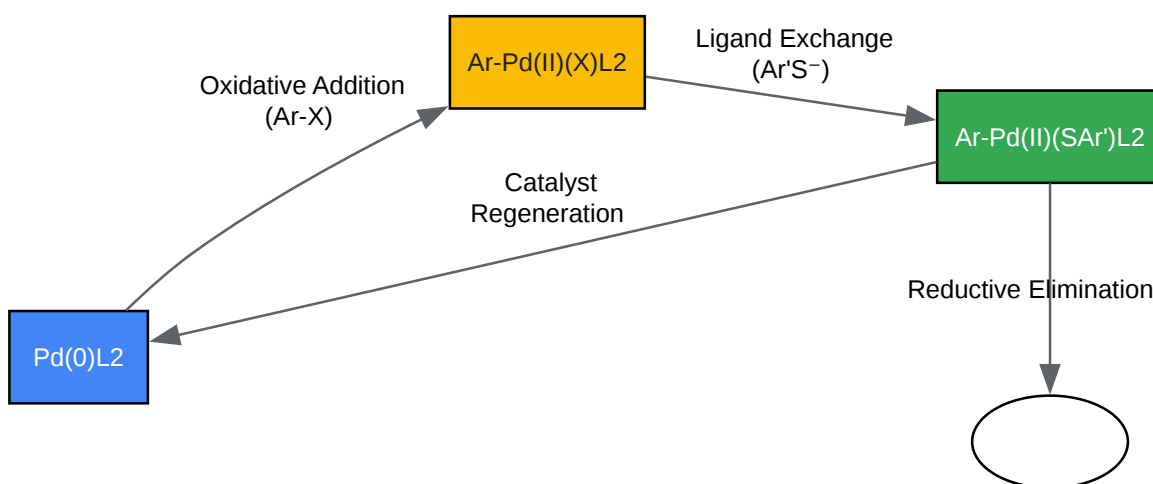 Oxidative Addition
(Ar-X)
Ar-Pd(II)(X)L2
Ligand Exchange
(Ar'S⁻)
Ar-Pd(II)(SAr')L2
Catalyst
Regeneration
Reductive Elimination
Pd(0)L2